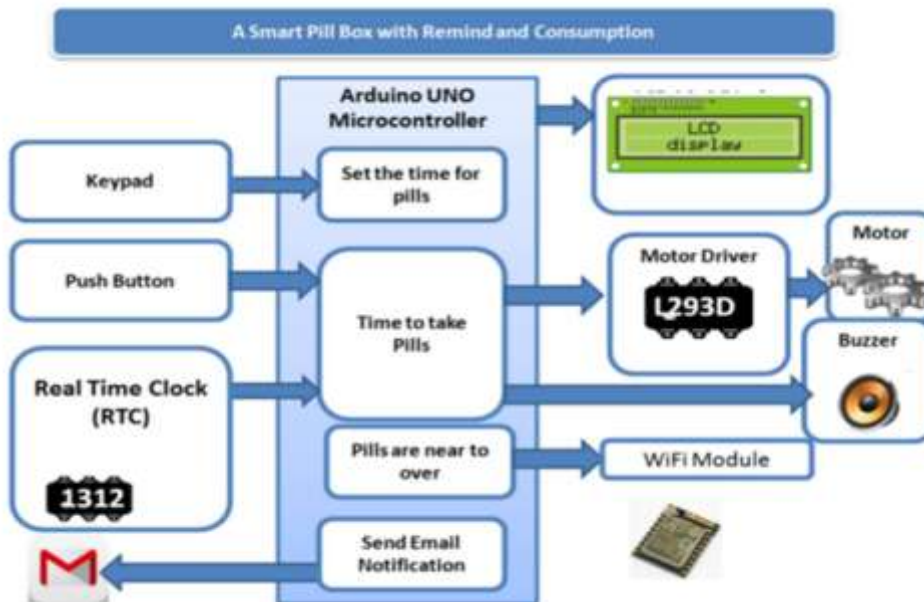 A Smart Pill Box with Remind and Consumption
Arduino UNO
Microcontroller
LCD
display
Keypad
Set the time for
pills
Push Button
Time to take
Pills
Motor Driver
L293D
Motor
Buzzer
Real Time Clock
(RTC)
1312
Pills are near to
over
WiFi Module
Send Email
Notification